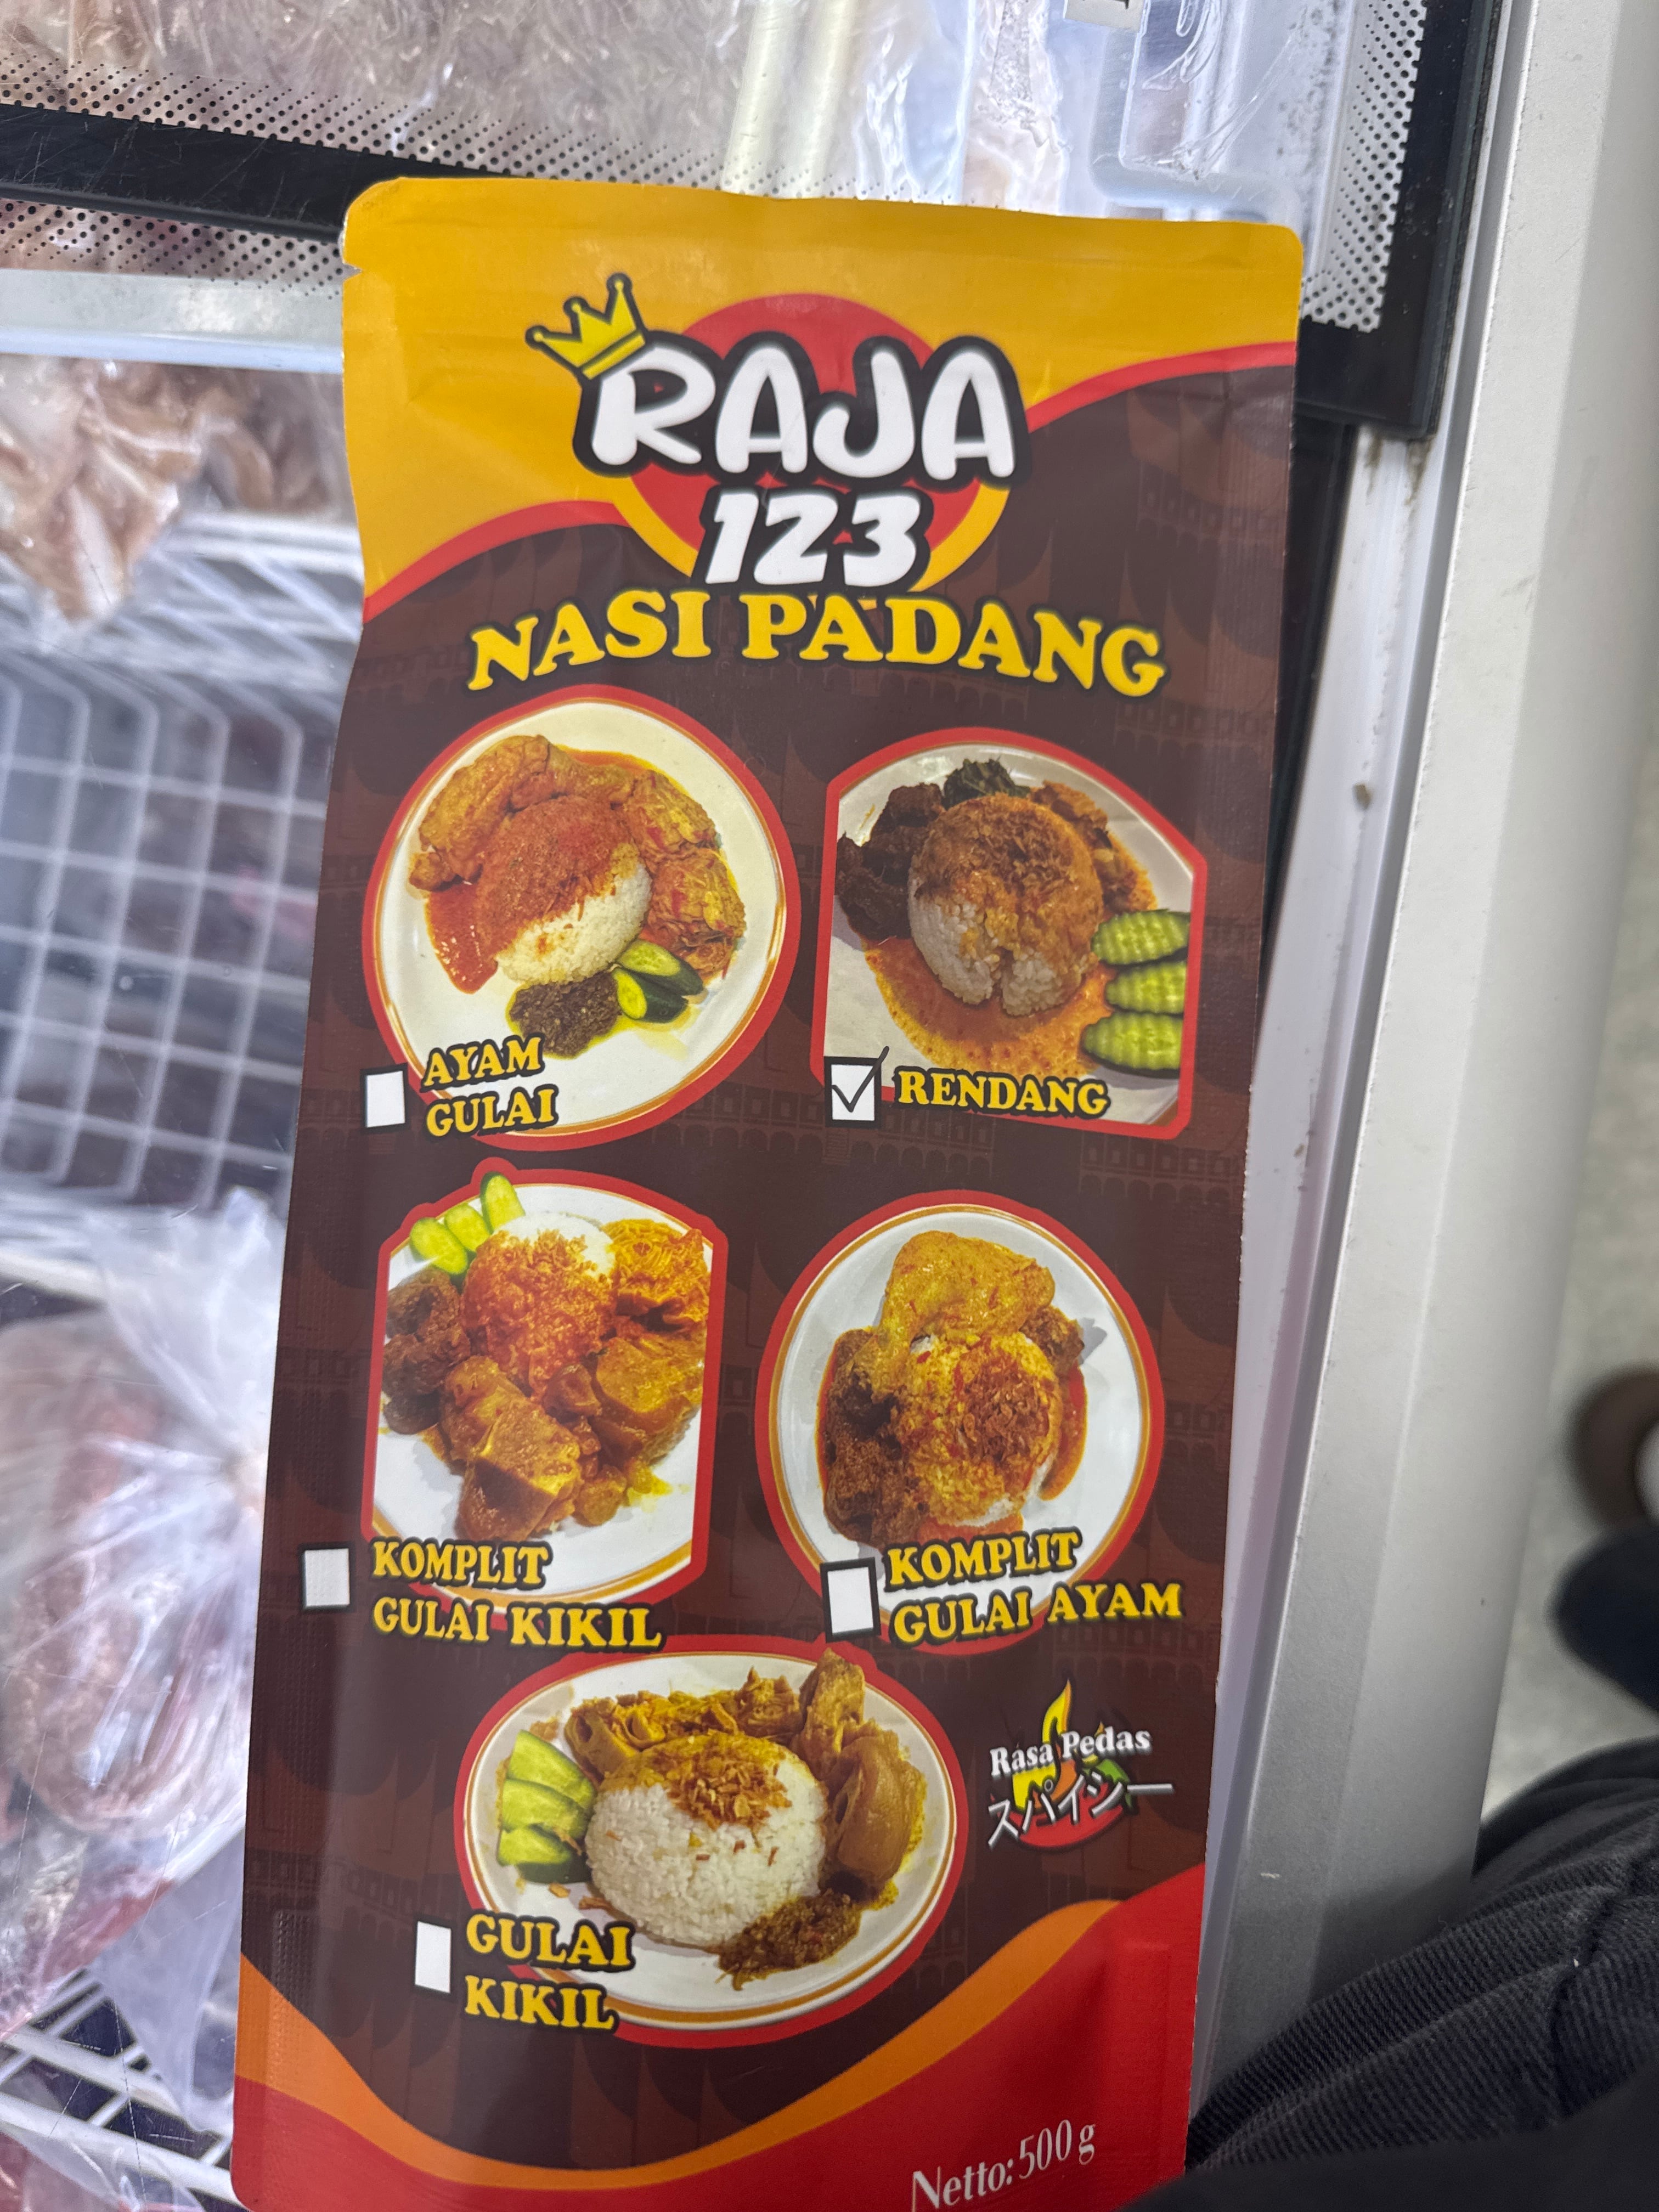 RAJA
123
NASI PADANG
AYAM
GULAI
RENDANG
KOMPLIT
GULAI KIKIL
KOMPLIT
GULAI AYAM
Rasa Pedas
スパイシー
GULAI
KIKIL
Netto: 500 g